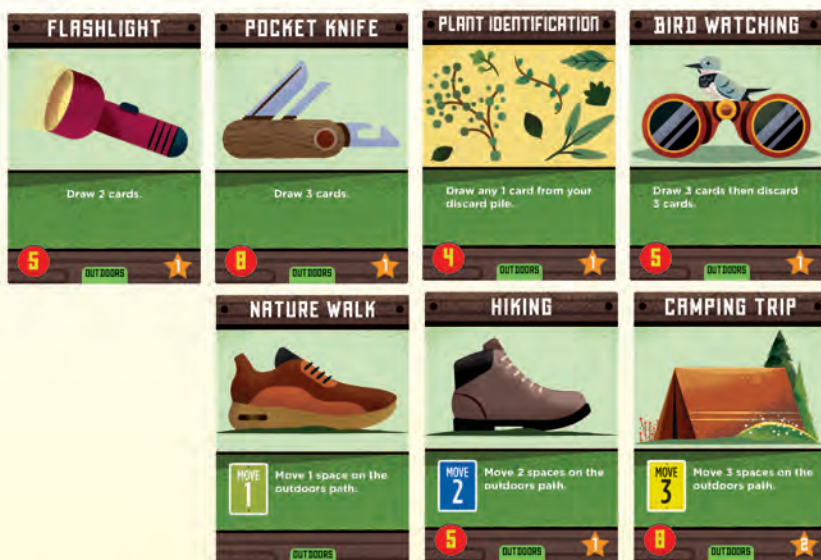 FLASHLIGHT
Draw 2 cards.
5
OUTDOORS
1
POCKET KNIFE
Draw 3 cards.
8
OUTDOORS
1
PLANT IDENTIFICATION
Draw any 1 card from your
discard pile.
4
OUTDOORS
1
BIRD WATCHING
Draw 3 cards then discard
3 cards.
5
OUTDOORS
1
NATURE WALK
MOVE
1
Move 1 space on the
outdoors path.
OUTDOORS
HIKING
MOVE
2
Move 2 spaces on the
outdoors path.
5
OUTDOORS
1
CAMPING TRIP
MOVE
3
Move 3 spaces on the
outdoors path.
8
OUTDOORS
2